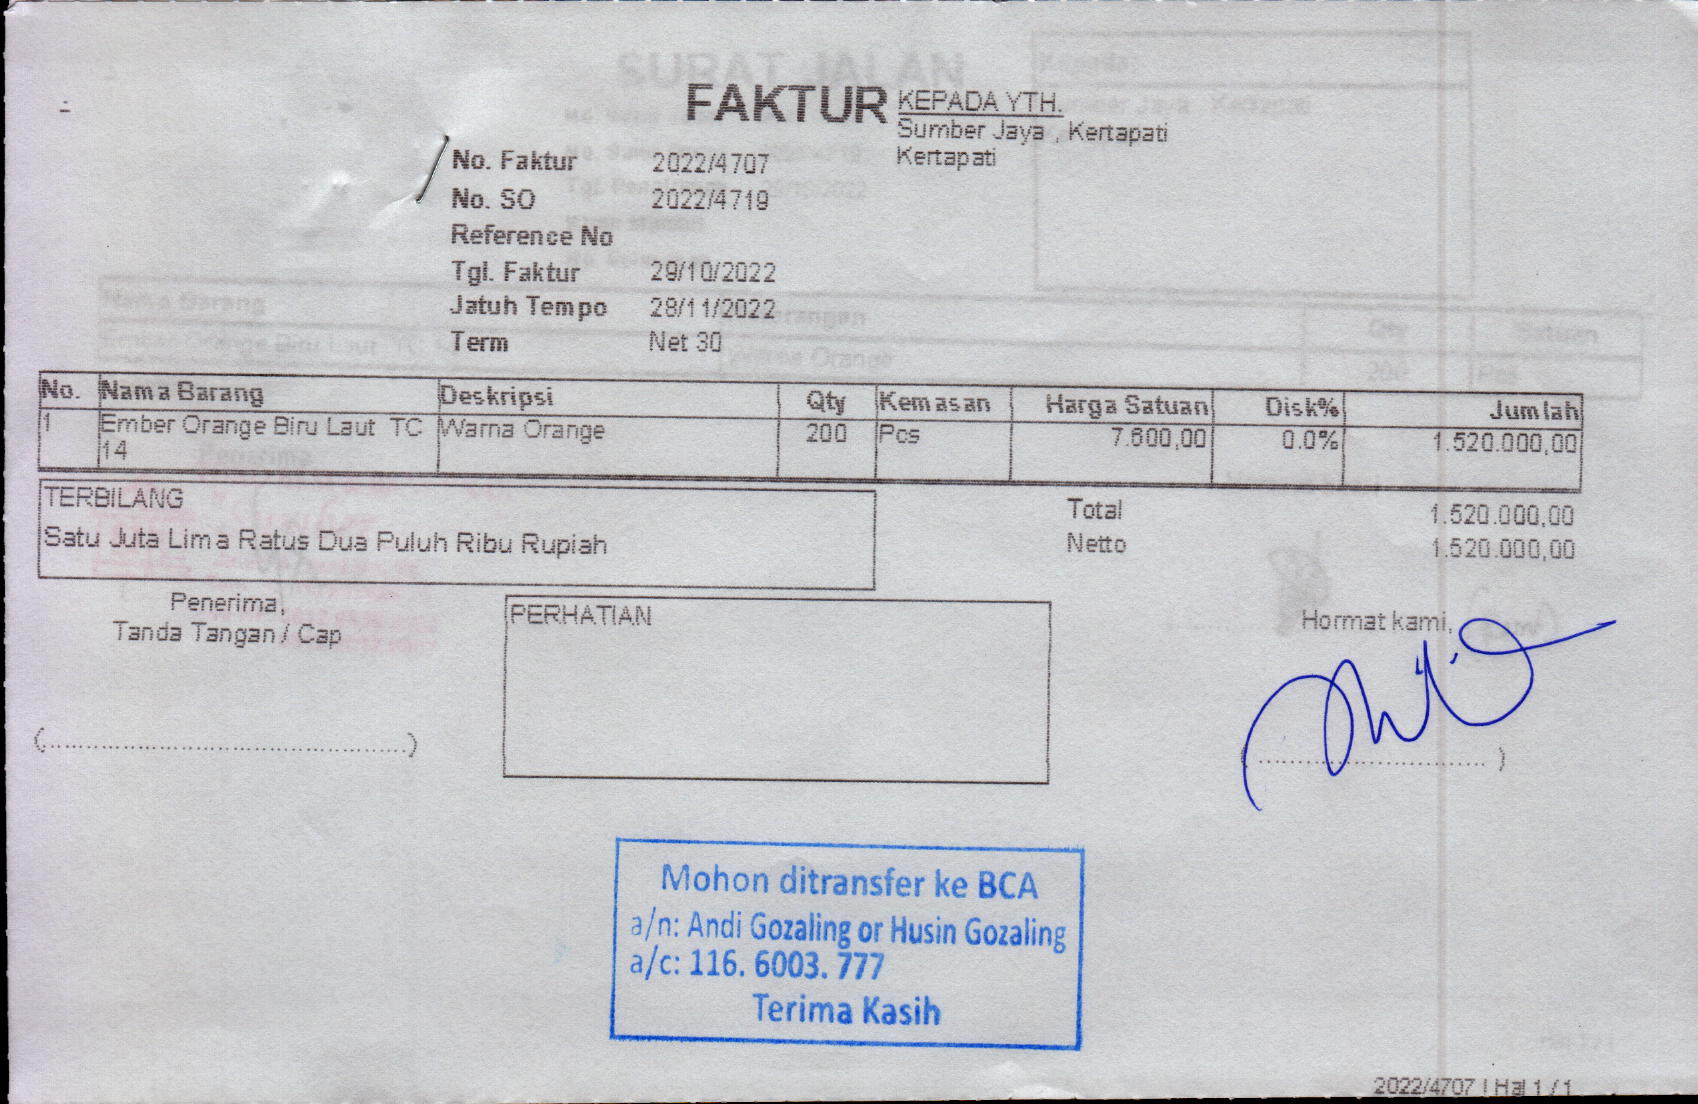 FAKTUR
KEPADA YTH.
Sumber Jaya , Kertapati
Kertapati
No. Faktur 2022/4707
No. SO 2022/4719
Reference No
Tgl. Faktur 29/10/2022
Jatuh Tempo 28/11/2022
Term Net 30
No. Nama Barang Deskripsi Qty Kemasan Harga Satuan Disk% Jumlah
1 Ember Orange Biru Laut TC Warna Orange 200 Pcs 7.600,00 0.0% 1.520.000,00
14
TERBILANG
Satu Juta Lima Ratus Dua Puluh Ribu Rupiah
Total 1.520.000,00
Netto 1.520.000,00
Penerima,
Tanda Tangan / Cap
PERHATIAN
Hormat kami,
Mohon ditransfer ke BCA
a/n: Andi Gozaling or Husin Gozaling
a/c: 116. 6003. 777
Terima Kasih
2022/4707 | Hal 1 / 1